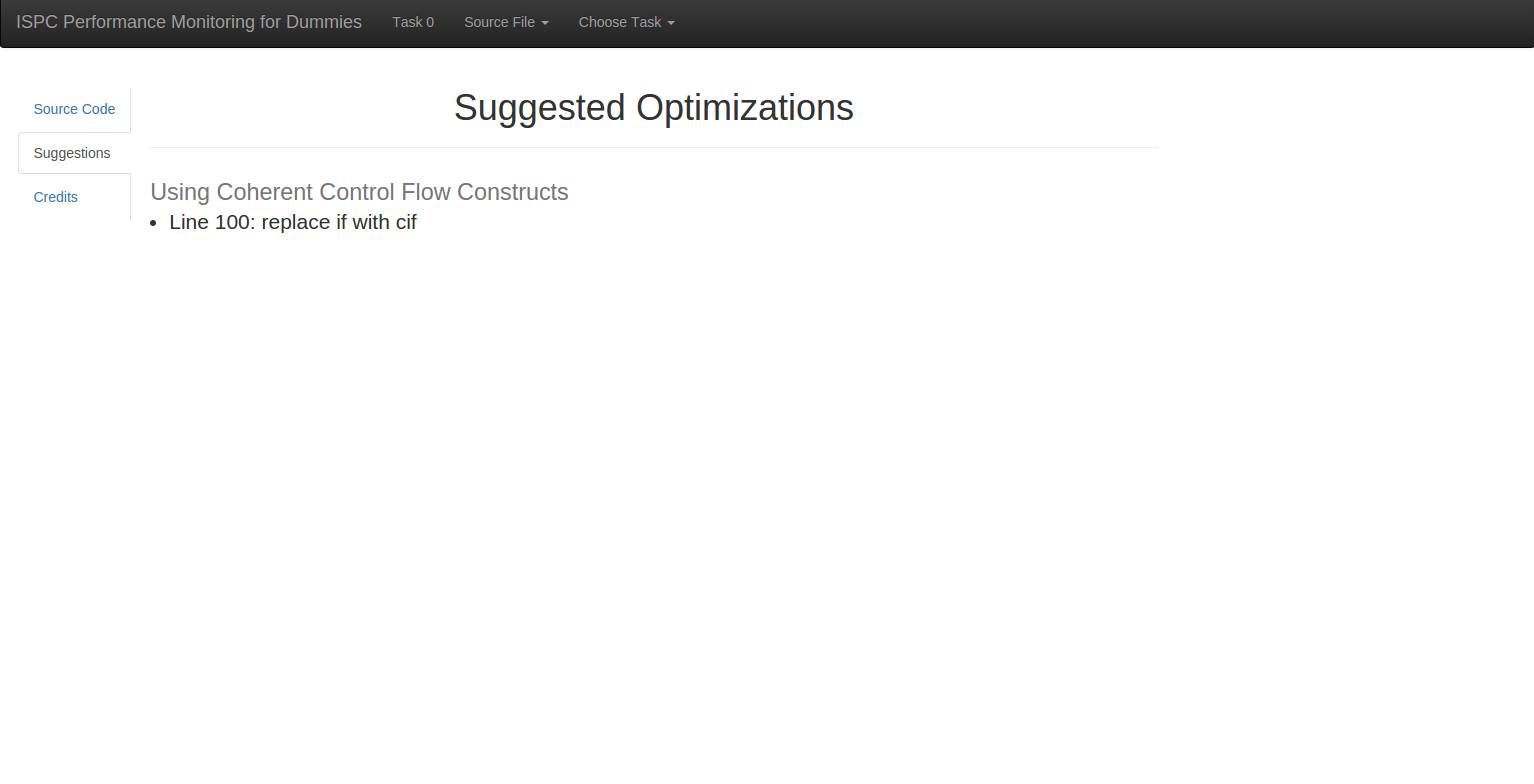 ISPC Performance Monitoring for Dummies Task 0 Source File Choose Task
Source Code
Suggestions
Credits
Suggested Optimizations
Using Coherent Control Flow Constructs
• Line 100: replace if with cif